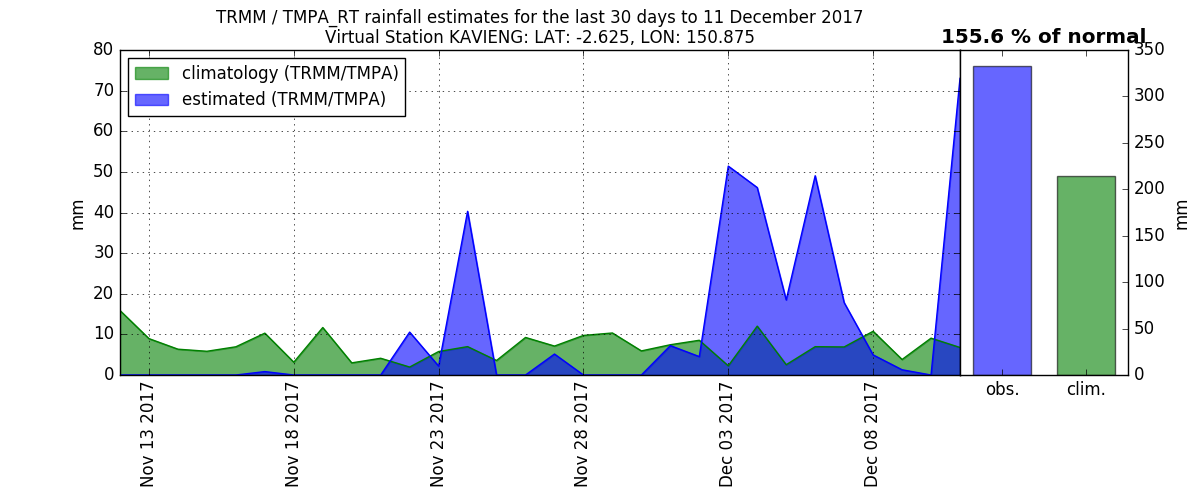 TRMM / TMPA_RT rainfall estimates for the last 30 days to 11 December 2017
Virtual Station KAVIENG: LAT: -2.625, LON: 150.875
155.6 % of normal
climatology (TRMM/TMPA)
estimated (TRMM/TMPA)
80
70
60
50
40
30
20
10
0
mm
Nov 13 2017
Nov 18 2017
Nov 23 2017
Nov 28 2017
Dec 03 2017
Dec 08 2017
350
300
250
200
150
100
50
0
mm
obs.
clim.